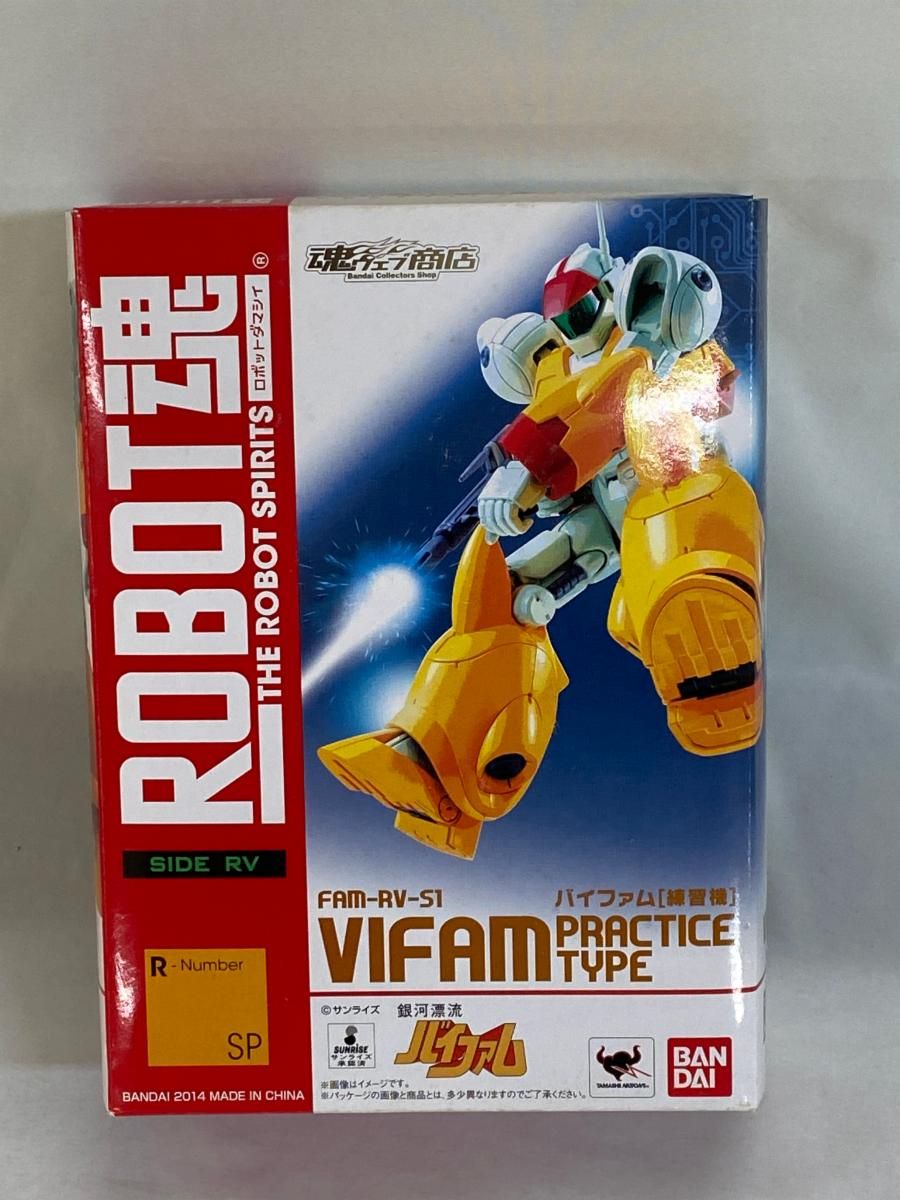 ROBOT魂®
THE ROBOT SPIRITS ロボットダマシイ
SIDE RV
R - Number
SP
BANDAI 2014 MADE IN CHINA
魂ウェブ商店
Bandai Collectors Shop
FAM-RV-S1
バイファム[練習機]
VIFAM PRACTICE
TYPE
©サンライズ
銀河漂流
バイファム
SUNRISE
サンライズ
承認済
TAMASHII NATIONS
BAN
DAI
※画像はイメージです。
※パッケージの画像と商品とは、多少異なりますのでご了承ください。